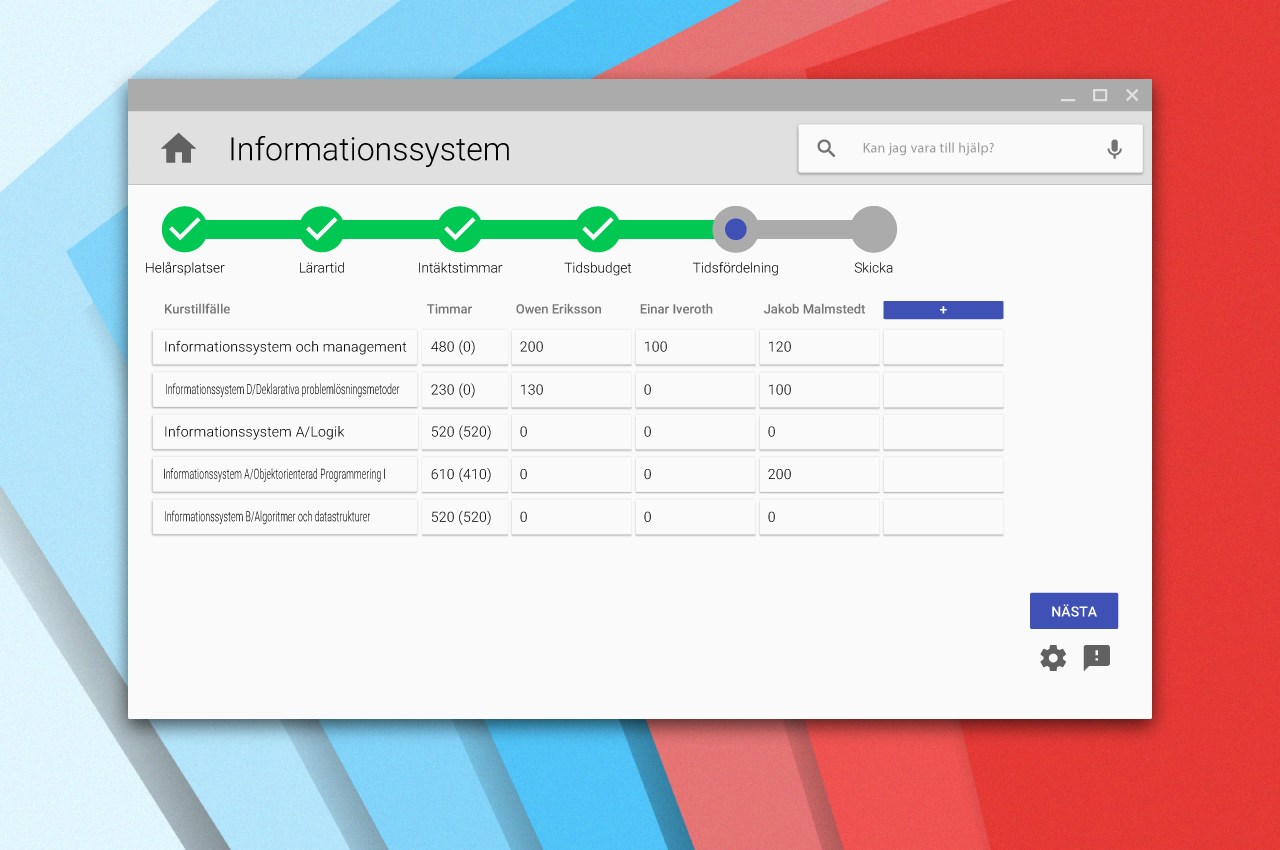 Informationssystem
Kan jag vara till hjälp?
Helårsplatser Lärartid Intäktstimmar Tidsbudget Tidsfördelning Skicka
Kurstillfälle Timmar Owen Eriksson Einar Iveroth Jakob Malmstedt +
Informationssystem och management 480 (0) 200 100 120
Informationssystem D/Deklarativa problemlösningsmetoder 230 (0) 130 0 100
Informationssystem A/Logik 520 (520) 0 0 0
Informationssystem A/Objektorienterad Programmering I 610 (410) 0 0 200
Informationssystem B/Algoritmer och datastrukturer 520 (520) 0 0 0
NÄSTA